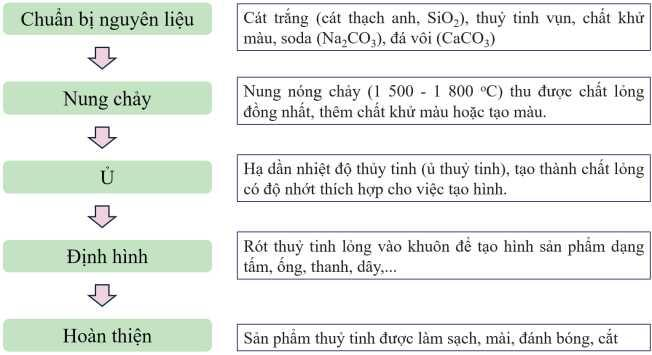 Chuẩn bị nguyên liệu
Cát trắng (cát thạch anh, SiO₂), thuỷ tinh vụn, chất khử
màu, soda (Na₂CO₃), đá vôi (CaCO₃)
Nung chảy
Nung nóng chảy (1 500 - 1 800 ᵒC) thu được chất lỏng
đồng nhất, thêm chất khử màu hoặc tạo màu.
Ủ
Hạ dần nhiệt độ thủy tinh (ủ thuỷ tinh), tạo thành chất lỏng
có độ nhớt thích hợp cho việc tạo hình.
Định hình
Rót thuỷ tinh lỏng vào khuôn để tạo hình sản phẩm dạng
tấm, ống, thanh, dây,...
Hoàn thiện
Sản phẩm thuỷ tinh được làm sạch, mài, đánh bóng, cắt